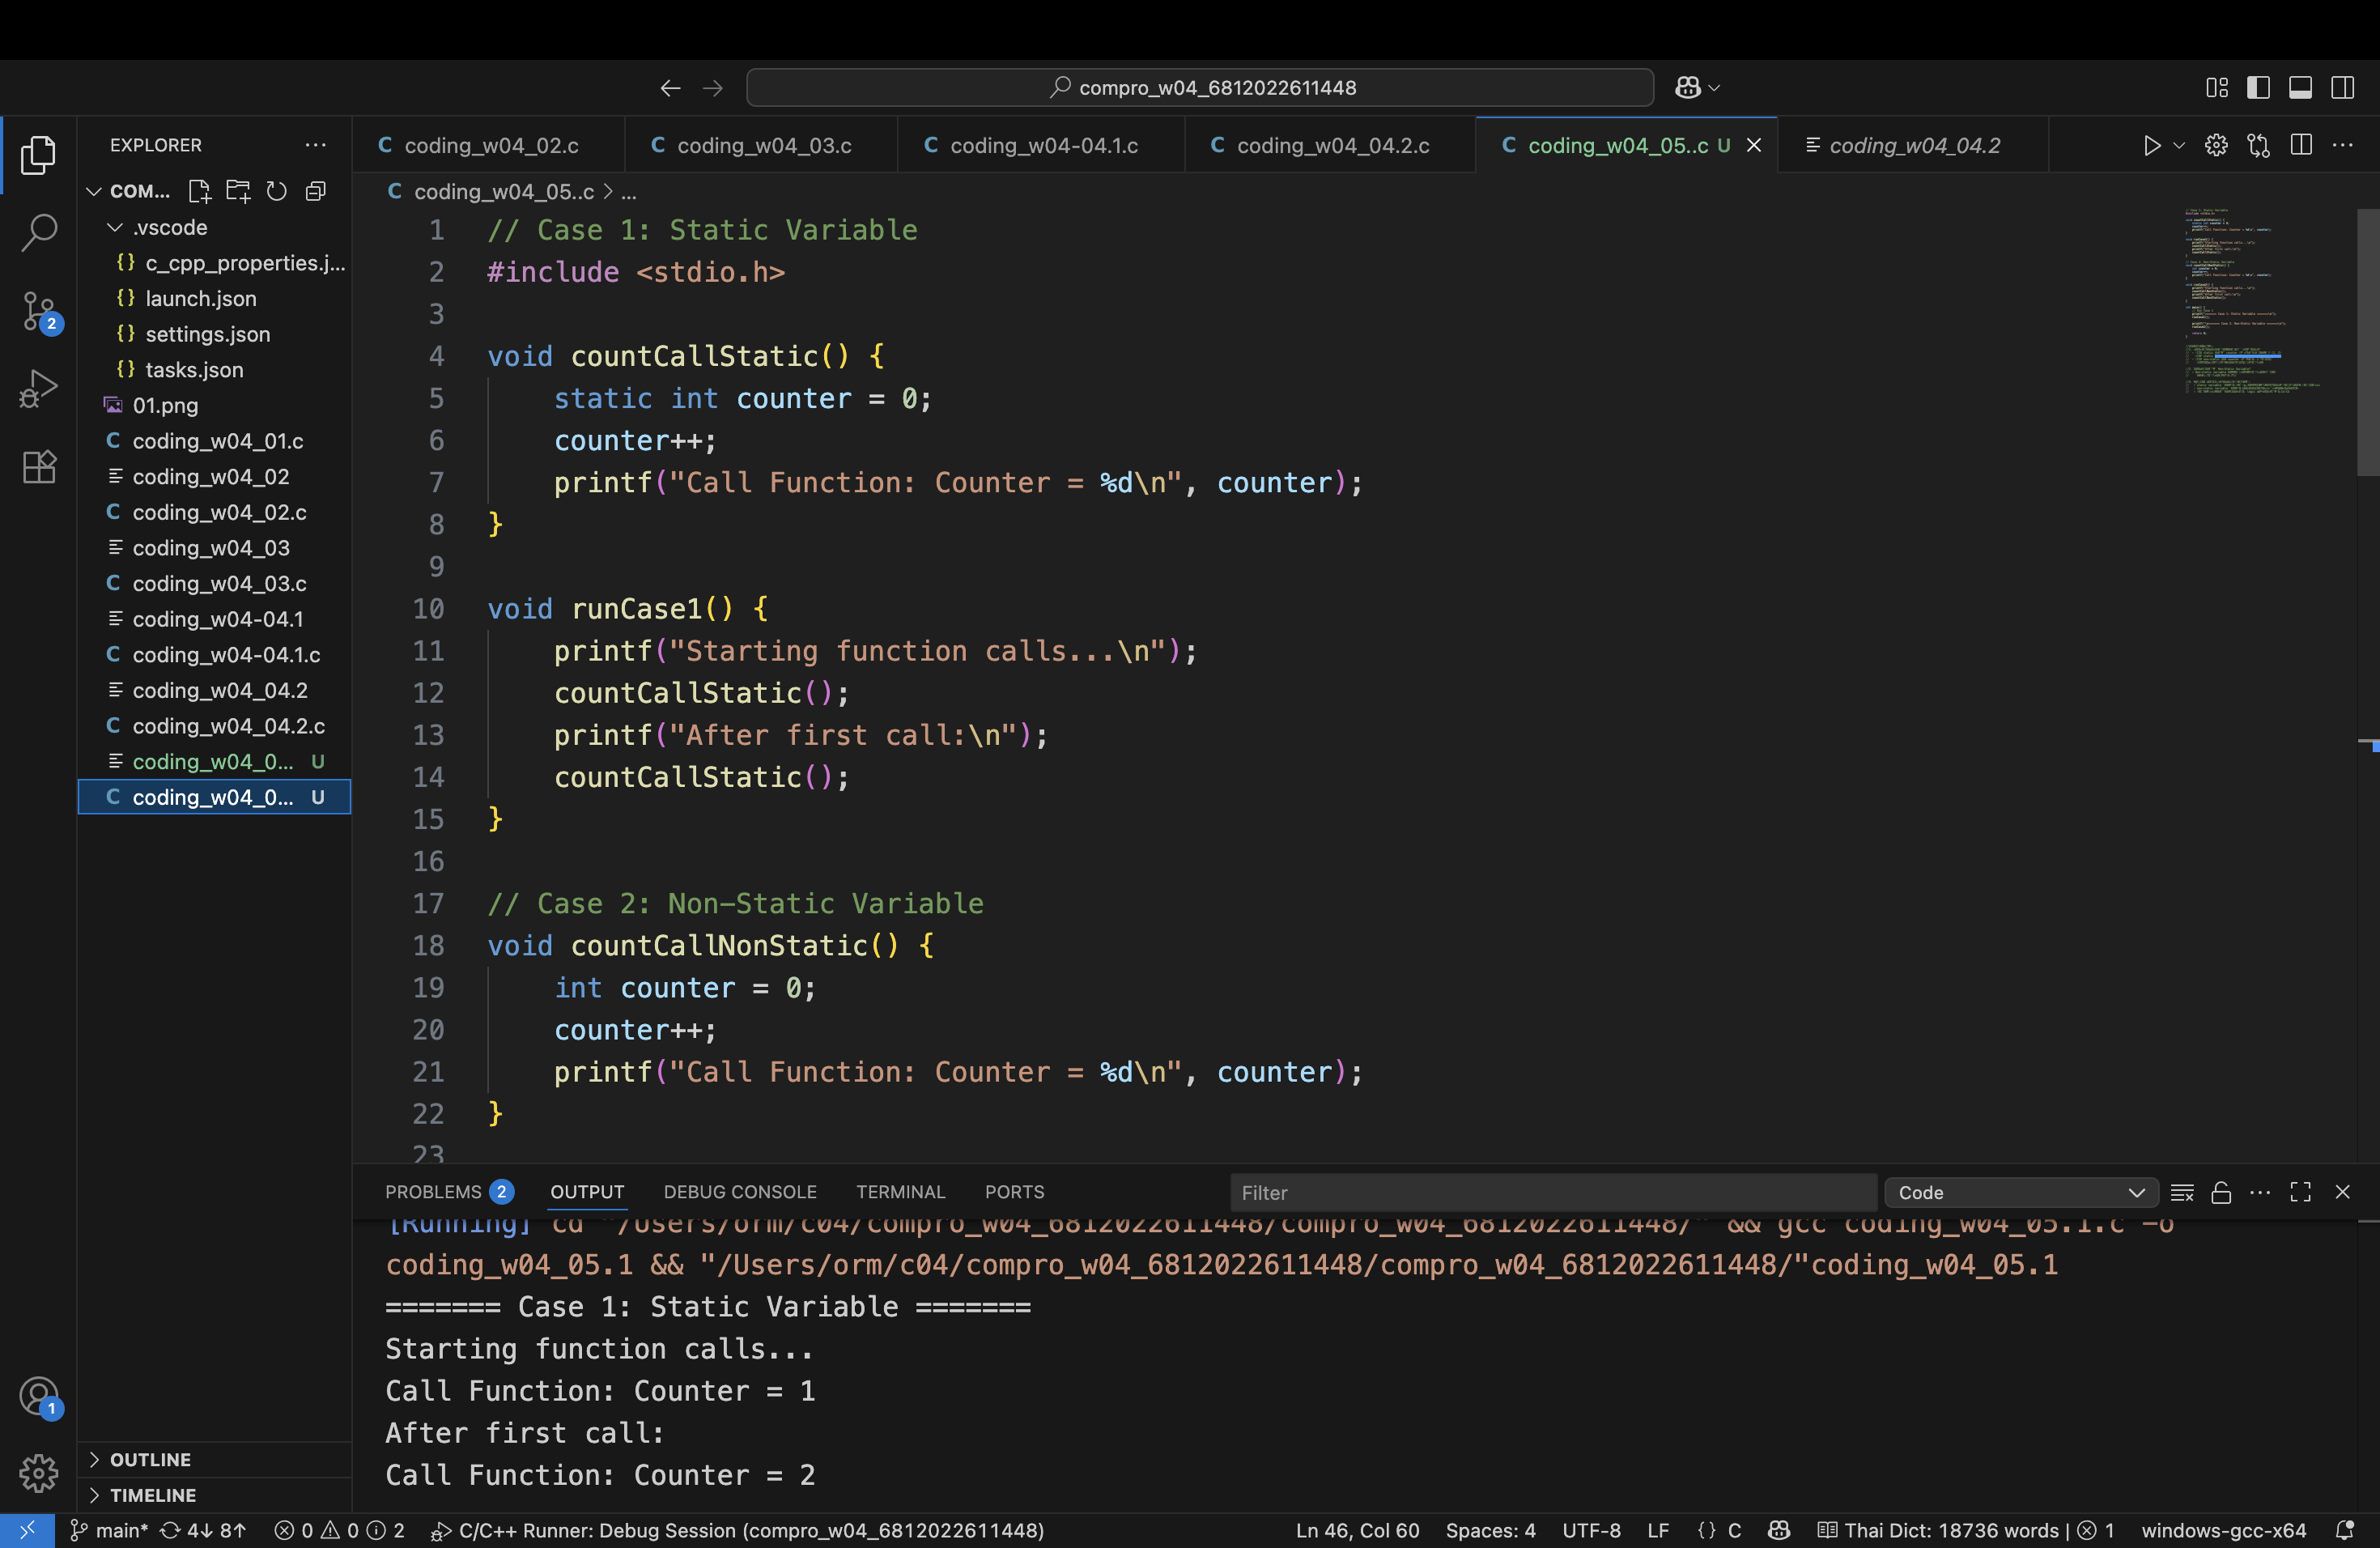 compro_w04_6812022611448
EXPLORER
coding_w04_02.c
coding_w04_03.c
coding_w04-04.1.c
coding_w04_04.2.c
coding_w04_05..c U
coding_w04_04.2
COM...
.vscode
{} c_cpp_properties.j...
{} launch.json
{} settings.json
{} tasks.json
01.png
C coding_w04_01.c
coding_w04_02
C coding_w04_02.c
coding_w04_03
C coding_w04_03.c
coding_w04-04.1
C coding_w04-04.1.c
coding_w04_04.2
C coding_w04_04.2.c
coding_w04_0... U
C coding_w04_0... U
OUTLINE
TIMELINE
2
1
C coding_w04_05..c > ...
1 // Case 1: Static Variable
2 #include <stdio.h>
3
4 void countCallStatic() {
5 static int counter = 0;
6 counter++;
7 printf("Call Function: Counter = %d\n", counter);
8 }
9
10 void runCase1() {
11 printf("Starting function calls...\n");
12 countCallStatic();
13 printf("After first call:\n");
14 countCallStatic();
15 }
16
17 // Case 2: Non-Static Variable
18 void countCallNonStatic() {
19 int counter = 0;
20 counter++;
21 printf("Call Function: Counter = %d\n", counter);
22 }
23
PROBLEMS 2 OUTPUT DEBUG CONSOLE TERMINAL PORTS
Filter
Code
[Running] cd "/Users/orm/c04/compro_w04_6812022611448/compro_w04_6812022611448/" && gcc coding_w04_05.1.c -o
coding_w04_05.1 && "/Users/orm/c04/compro_w04_6812022611448/compro_w04_6812022611448/"coding_w04_05.1
======= Case 1: Static Variable =======
Starting function calls...
Call Function: Counter = 1
After first call:
Call Function: Counter = 2
main* 4↓ 8↑ 0 0 2 C/C++ Runner: Debug Session (compro_w04_6812022611448)
Ln 46, Col 60 Spaces: 4 UTF-8 LF {} C Thai Dict: 18736 words | 1 windows-gcc-x64